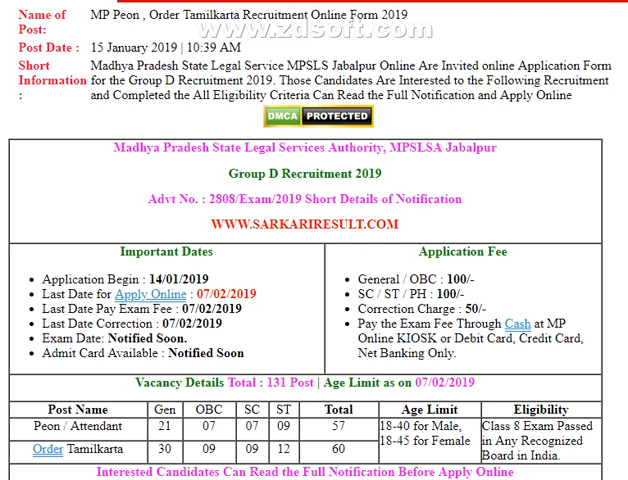 Name of Post:
MP Peon , Order Tamilkarta Recruitment Online Form 2019
www.zdsoft.com
Post Date :
15 January 2019 | 10:39 AM
Short Information :
Madhya Pradesh State Legal Service MPSLS Jabalpur Online Are Invited online Application Form
for the Group D Recruitment 2019. Those Candidates Are Interested to the Following Recruitment
and Completed the All Eligibility Criteria Can Read the Full Notification and Apply Online
DMCA PROTECTED
Madhya Pradesh State Legal Services Authority, MPSLSA Jabalpur
Group D Recruitment 2019
Advt No. : 2808/Exam/2019 Short Details of Notification
WWW.SARKARIRESULT.COM
Important Dates
Application Begin : 14/01/2019
Last Date for Apply Online : 07/02/2019
Last Date Pay Exam Fee : 07/02/2019
Last Date Correction : 07/02/2019
Exam Date: Notified Soon.
Admit Card Available : Notified Soon
Application Fee
General / OBC : 100/-
SC / ST / PH : 100/-
Correction Charge : 50/-
Pay the Exam Fee Through Cash at MP
Online KIOSK or Debit Card, Credit Card,
Net Banking Only.
Vacancy Details Total : 131 Post | Age Limit as on 07/02/2019
Post Name Gen OBC SC ST Total Age Limit Eligibility
Peon / Attendant 21 07 07 09 57
Order Tamilkarta 30 09 09 12 60
18-40 for Male,
18-45 for Female
Class 8 Exam Passed
in Any Recognized
Board in India.
Interested Candidates Can Read the Full Notification Before Apply Online